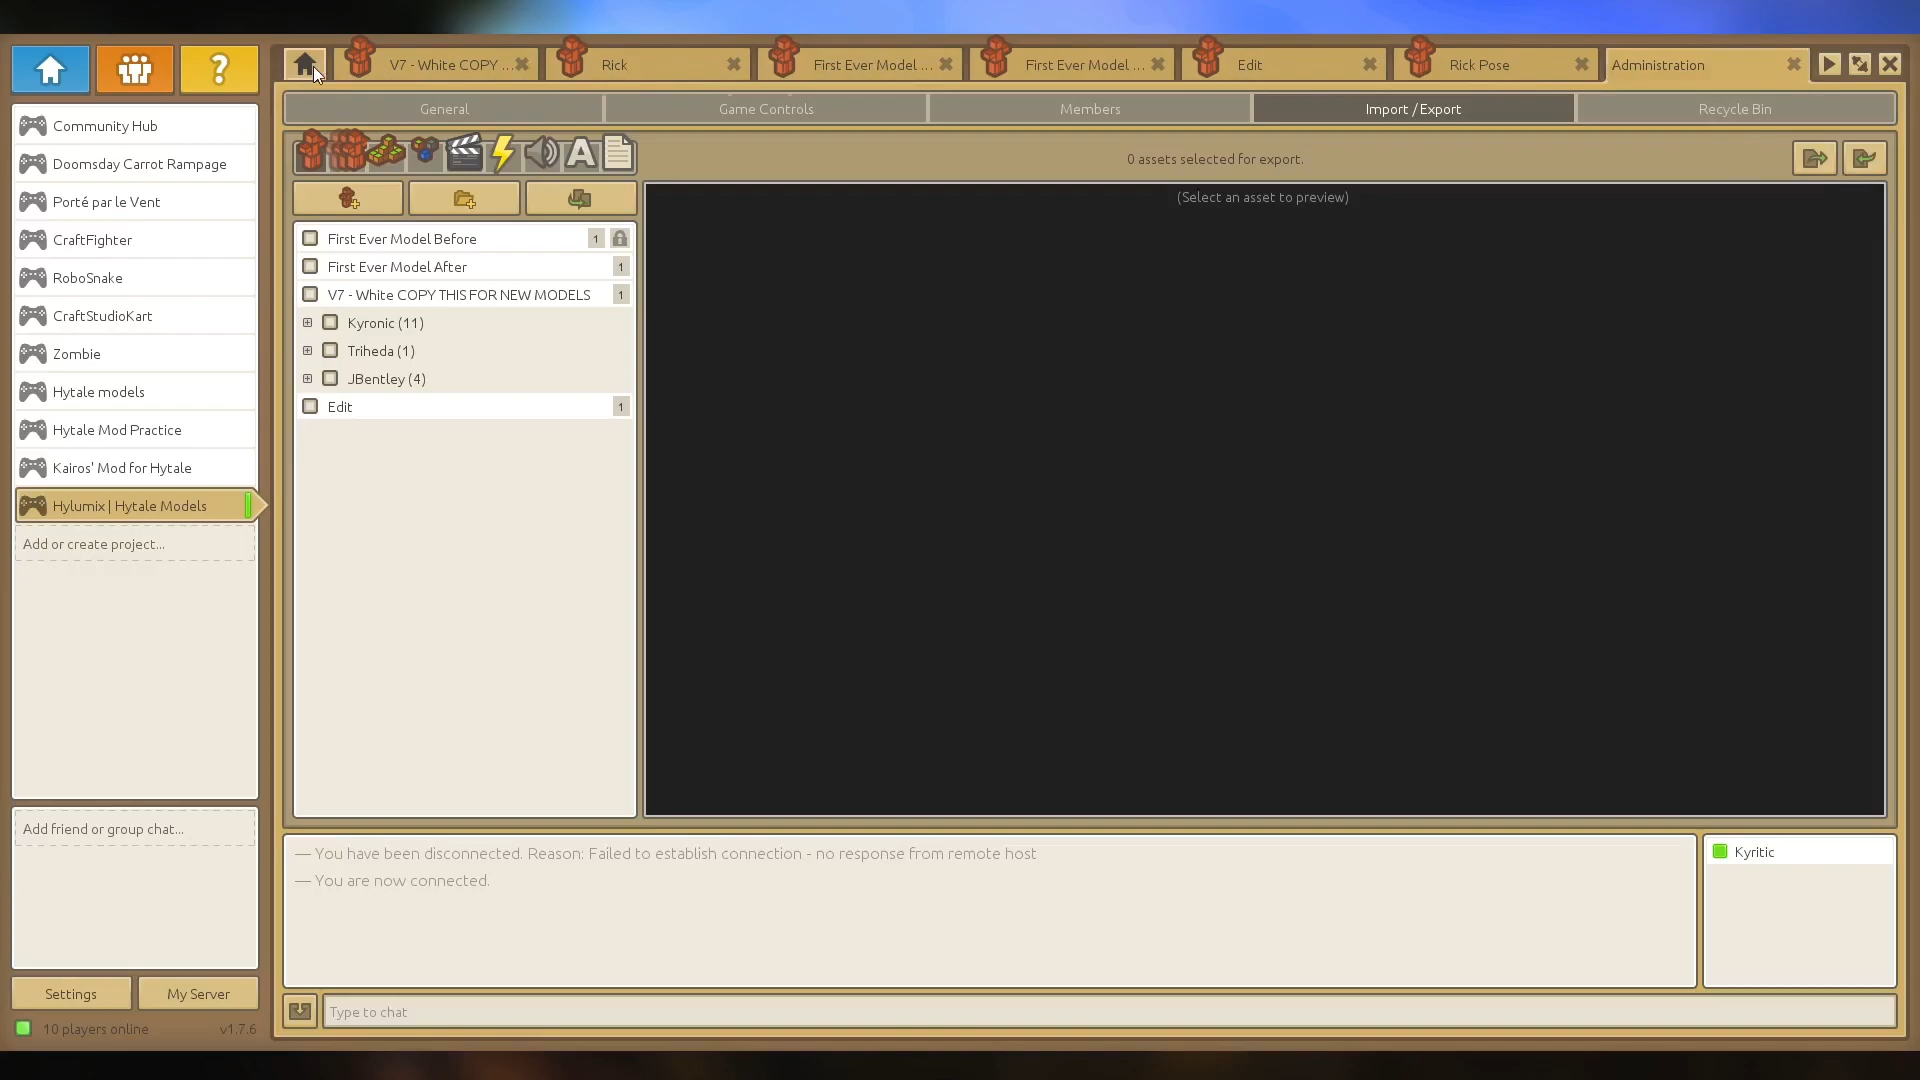 V7 - White COPY ...
Rick
First Ever Model ...
First Ever Model ...
Edit
Rick Pose
Administration
General
Game Controls
Members
Import / Export
Recycle Bin
0 assets selected for export.
(Select an asset to preview)
?
Community Hub
Doomsday Carrot Rampage
Porté par le Vent
CraftFighter
RoboSnake
CraftStudioKart
Zombie
Hytale models
Hytale Mod Practice
Kairos' Mod for Hytale
Hylumix | Hytale Models
Add or create project...
A
First Ever Model Before 1
First Ever Model After 1
V7 - White COPY THIS FOR NEW MODELS 1
Kyronic (11)
Triheda (1)
JBentley (4)
Edit 1
Add friend or group chat...
Settings
My Server
10 players online v1.7.6
— You have been disconnected. Reason: Failed to establish connection - no response from remote host
— You are now connected.
Kyritic
Type to chat